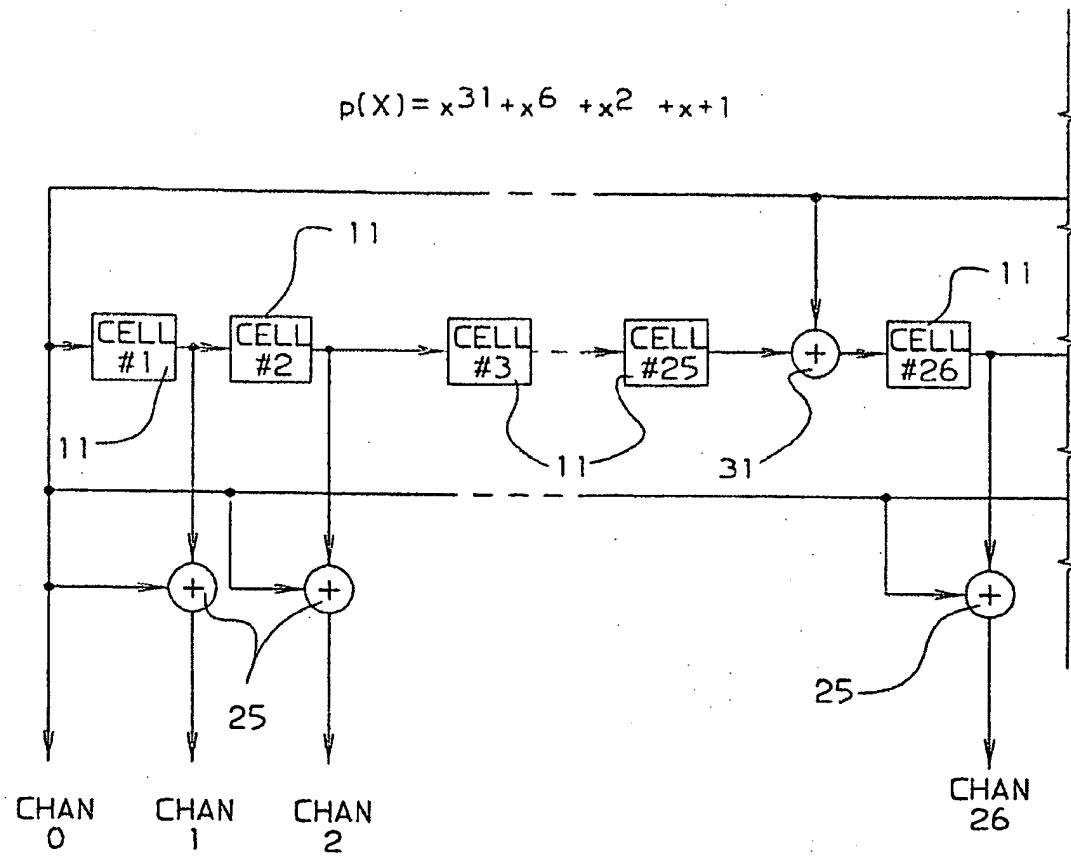 p(X)= x31+x6 +x2 +x+1
11
11
CELL #1
CELL #2
CELL #3
CELL #25
+
CELL #26
11
11
31
+
+
+
25
25
CHAN 0
CHAN 1
CHAN 2
CHAN 26